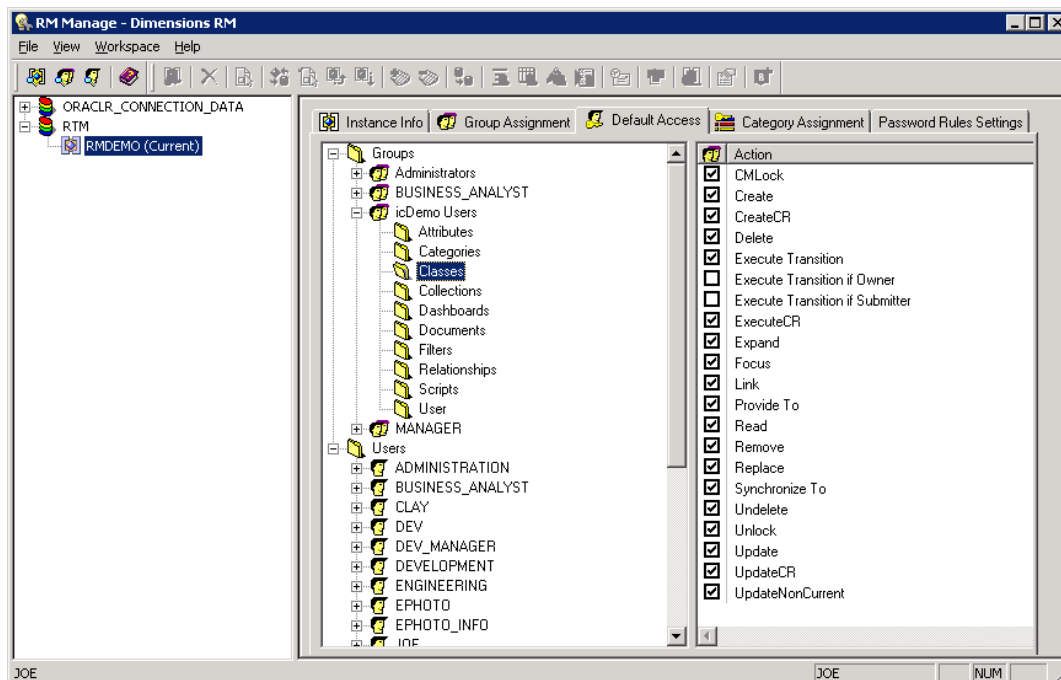 RM Manage - Dimensions RM
File View Workspace Help
ORACLR_CONNECTION_DATA
RTM
RMDEMO (Current)
Instance Info
Group Assignment
Default Access
Category Assignment
Password Rules Settings
Groups
Administrators
BUSINESS_ANALYST
icDemo Users
Attributes
Categories
Classes
Collections
Dashboards
Documents
Filters
Relationships
Scripts
User
MANAGER
Users
ADMINISTRATION
BUSINESS_ANALYST
CLAY
DEV
DEV_MANAGER
DEVELOPMENT
ENGINEERING
EPHOTO
EPHOTO_INFO
JOE
Action
CMLock
Create
CreateCR
Delete
Execute Transition
Execute Transition if Owner
Execute Transition if Submitter
ExecuteCR
Expand
Focus
Link
Provide To
Read
Remove
Replace
Synchronize To
Undelete
Unlock
Update
UpdateCR
UpdateNonCurrent
JOE
JOE
NUM